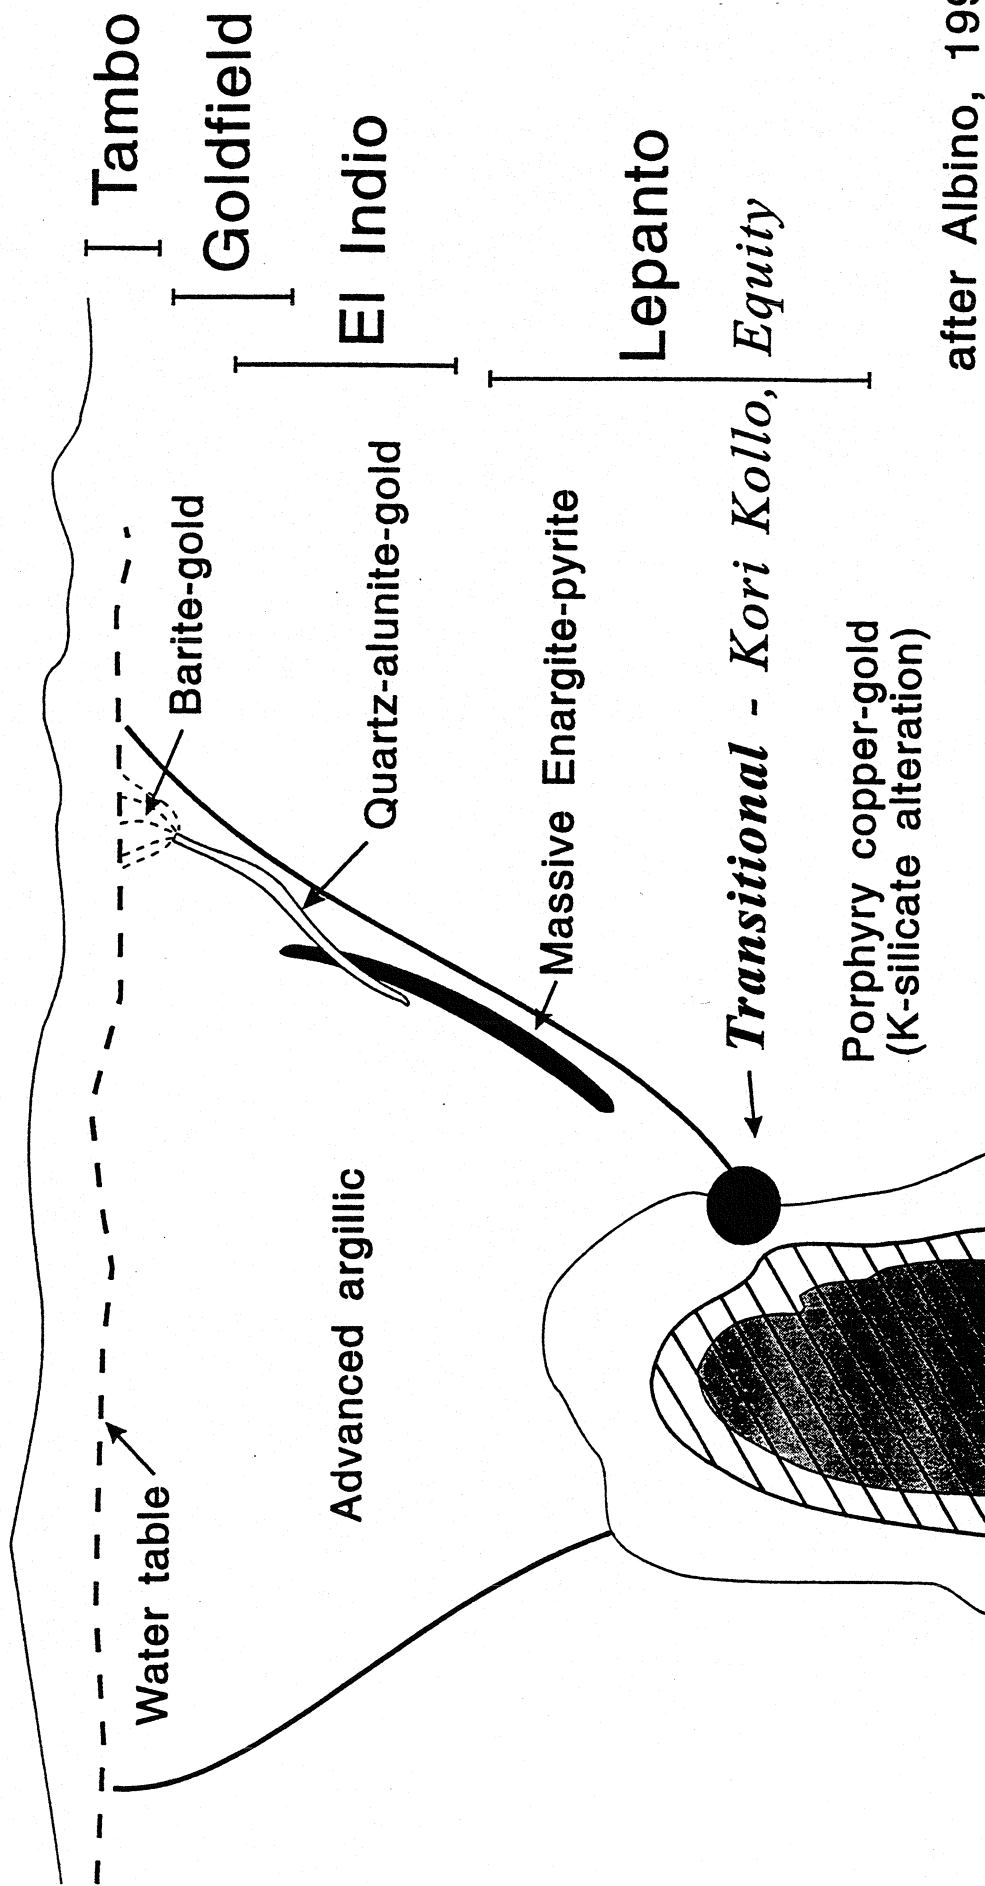 Tambo
Goldfield
El Indio
Lepanto
Barite-gold
Quartz-alunite-gold
Massive Enargite-pyrite
Transitional - Kori Kollo, Equity
Porphyry copper-gold
(K-silicate alteration)
Water table
Advanced argillic
after Albino, 199